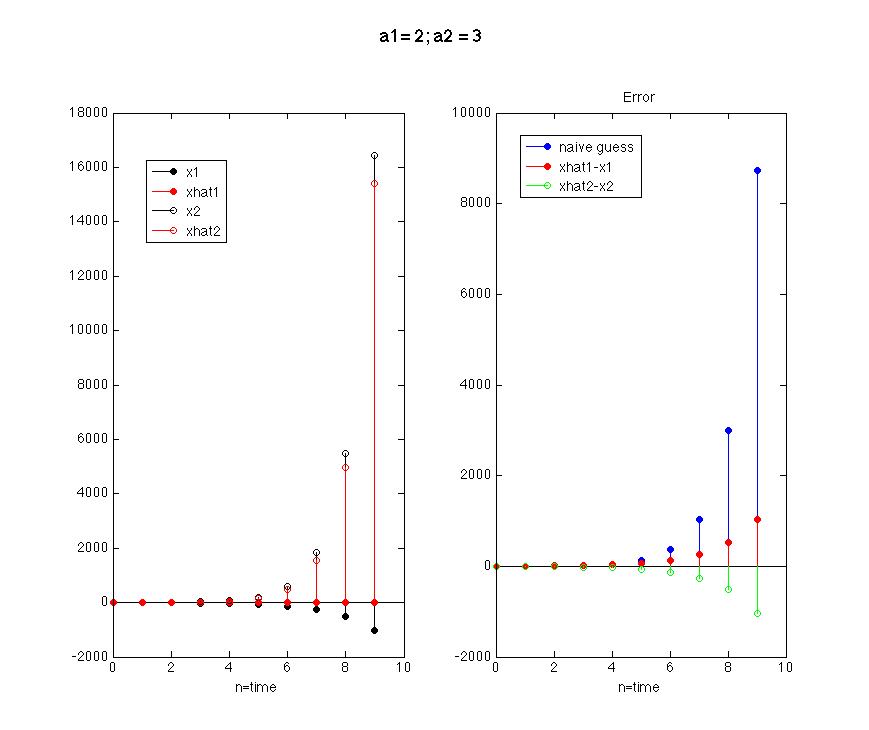 a1= 2; a2 = 3
18000
16000
14000
12000
10000
8000
6000
4000
2000
0
-2000
0
2
4
6
8
10
n=time
x1
xhat1
x2
xhat2
Error
10000
8000
6000
4000
2000
0
-2000
0
2
4
6
8
10
n=time
naive guess
xhat1-x1
xhat2-x2